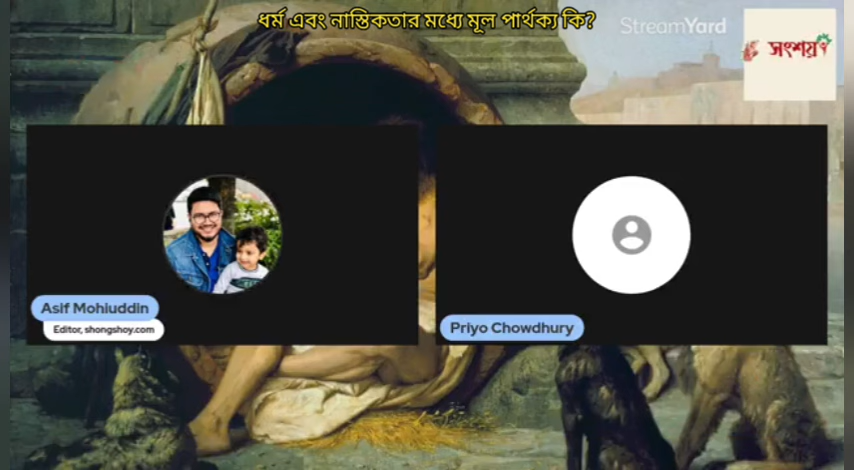 ধর্ম এবং নাস্তিকতার মধ্যে মূল পার্থক্য কি?
StreamYard
সংশয়
Asif Mohiuddin
Editor, shongshoy.com
Priyo Chowdhury